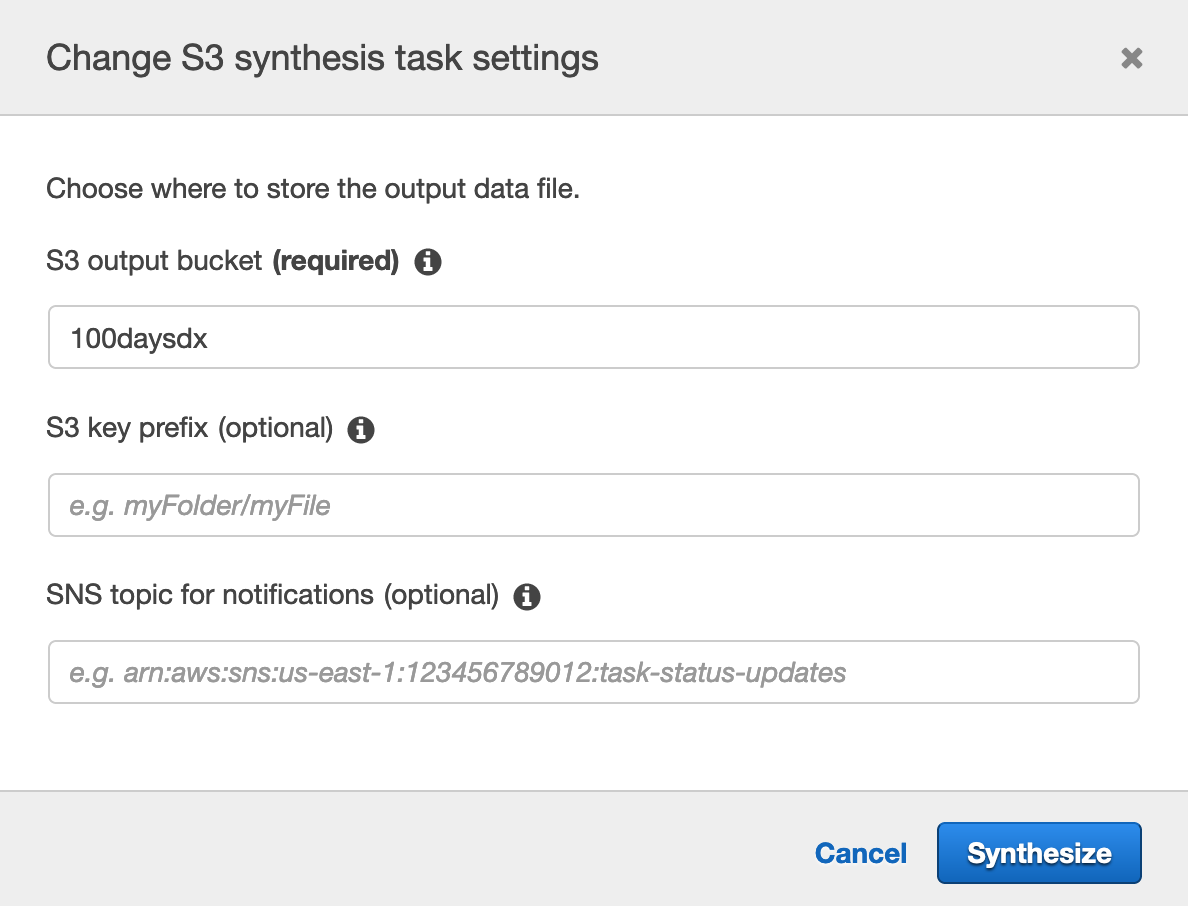 Change S3 synthesis task settings
Choose where to store the output data file.
S3 output bucket (required)
100daysdx
S3 key prefix (optional)
e.g. myFolder/myFile
SNS topic for notifications (optional)
e.g. arn:aws:sns:us-east-1:123456789012:task-status-updates
Cancel Synthesize